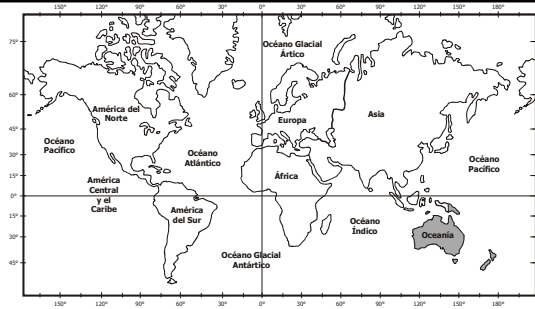 150° 120° 90° 60° 30° 0° 30° 60° 90° 120° 150°
Océano Glacial
Ártico
75°
60°
América del
Norte
Europa
Asia
45°
Océano
Pacífico
Océano
Atlántico
Océano
Pacífico
30°
15°
América
Central
y el
Caribe
África
0°
América
del Sur
15°
Océano
Índico
Oceanía
30°
45°
Océano Glacial
Antártico
150° 120° 90° 60° 30° 0° 30° 60° 90° 120° 150°